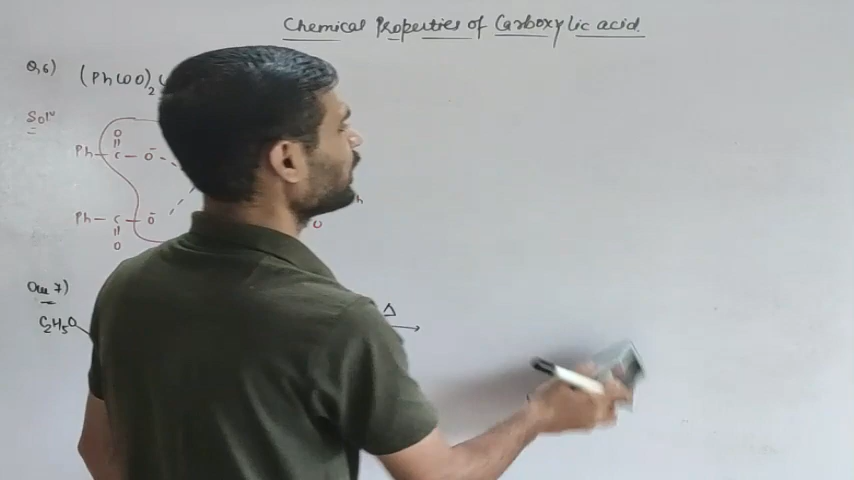 Chemical Properties of Carboxylic acid.
Q.6) (PhCOO)₂
Solⁿ
O
Ph—C—O⁻
Ph—C—O⁻
O
O
Que 7)
C₂H₅O
Δ